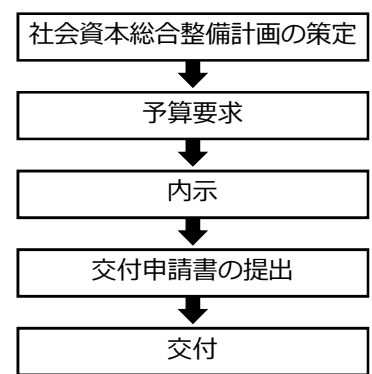 社会資本総合整備計画の策定
予算要求
内示
交付申請書の提出
交付